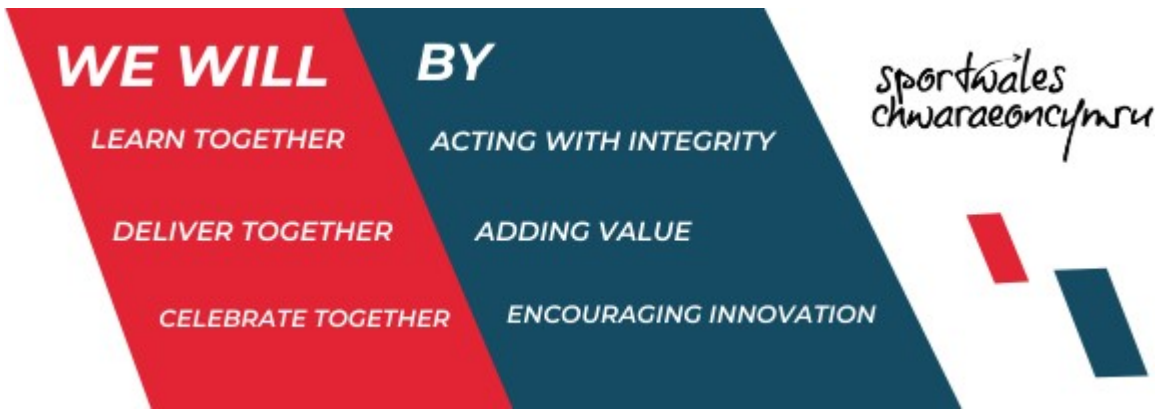 WE WILL
LEARN TOGETHER
DELIVER TOGETHER
CELEBRATE TOGETHER
BY
ACTING WITH INTEGRITY
ADDING VALUE
ENCOURAGING INNOVATION
sportwales
chwaraeoncymru